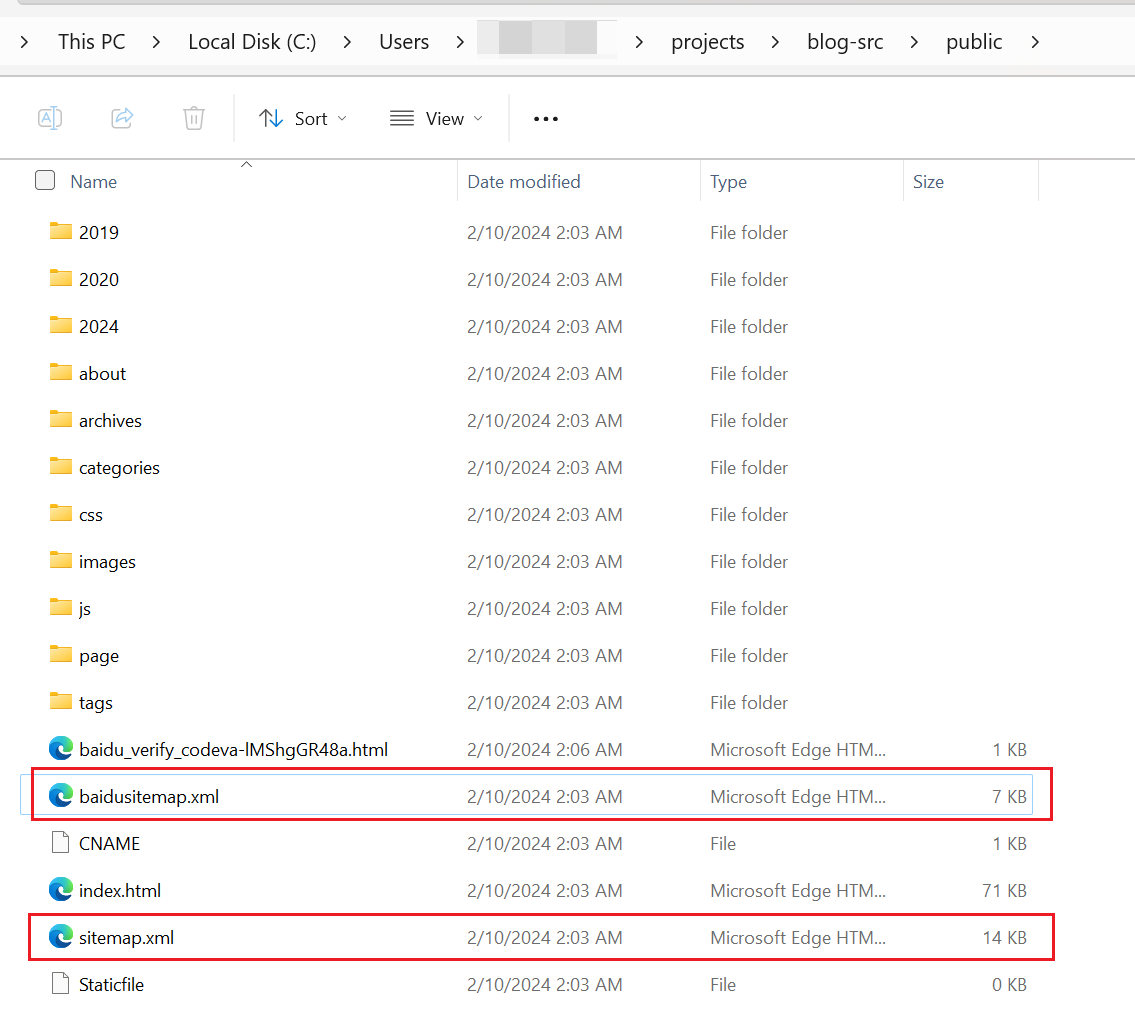 This PC > Local Disk (C:) > Users > > projects > blog-src > public >
Sort View •••
Name Date modified Type Size
2019 2/10/2024 2:03 AM File folder
2020 2/10/2024 2:03 AM File folder
2024 2/10/2024 2:03 AM File folder
about 2/10/2024 2:03 AM File folder
archives 2/10/2024 2:03 AM File folder
categories 2/10/2024 2:03 AM File folder
css 2/10/2024 2:03 AM File folder
images 2/10/2024 2:03 AM File folder
js 2/10/2024 2:03 AM File folder
page 2/10/2024 2:03 AM File folder
tags 2/10/2024 2:03 AM File folder
baidu_verify_codeva-lMShgGR48a.html 2/10/2024 2:06 AM Microsoft Edge HTM... 1 KB
baidusitemap.xml 2/10/2024 2:03 AM Microsoft Edge HTM... 7 KB
CNAME 2/10/2024 2:03 AM File 1 KB
index.html 2/10/2024 2:03 AM Microsoft Edge HTM... 71 KB
sitemap.xml 2/10/2024 2:03 AM Microsoft Edge HTM... 14 KB
Staticfile 2/10/2024 2:03 AM File 0 KB